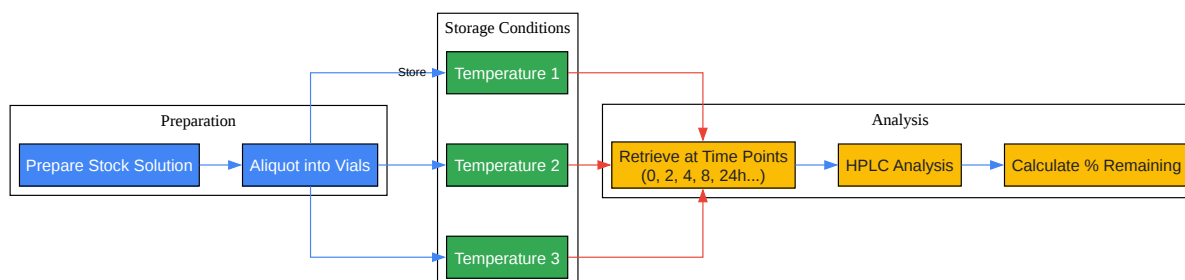 Storage Conditions
Store
Temperature 1
Preparation
Prepare Stock Solution
Aliquot into Vials
Temperature 2
Temperature 3
Analysis
Retrieve at Time Points
(0, 2, 4, 8, 24h...)
HPLC Analysis
Calculate % Remaining